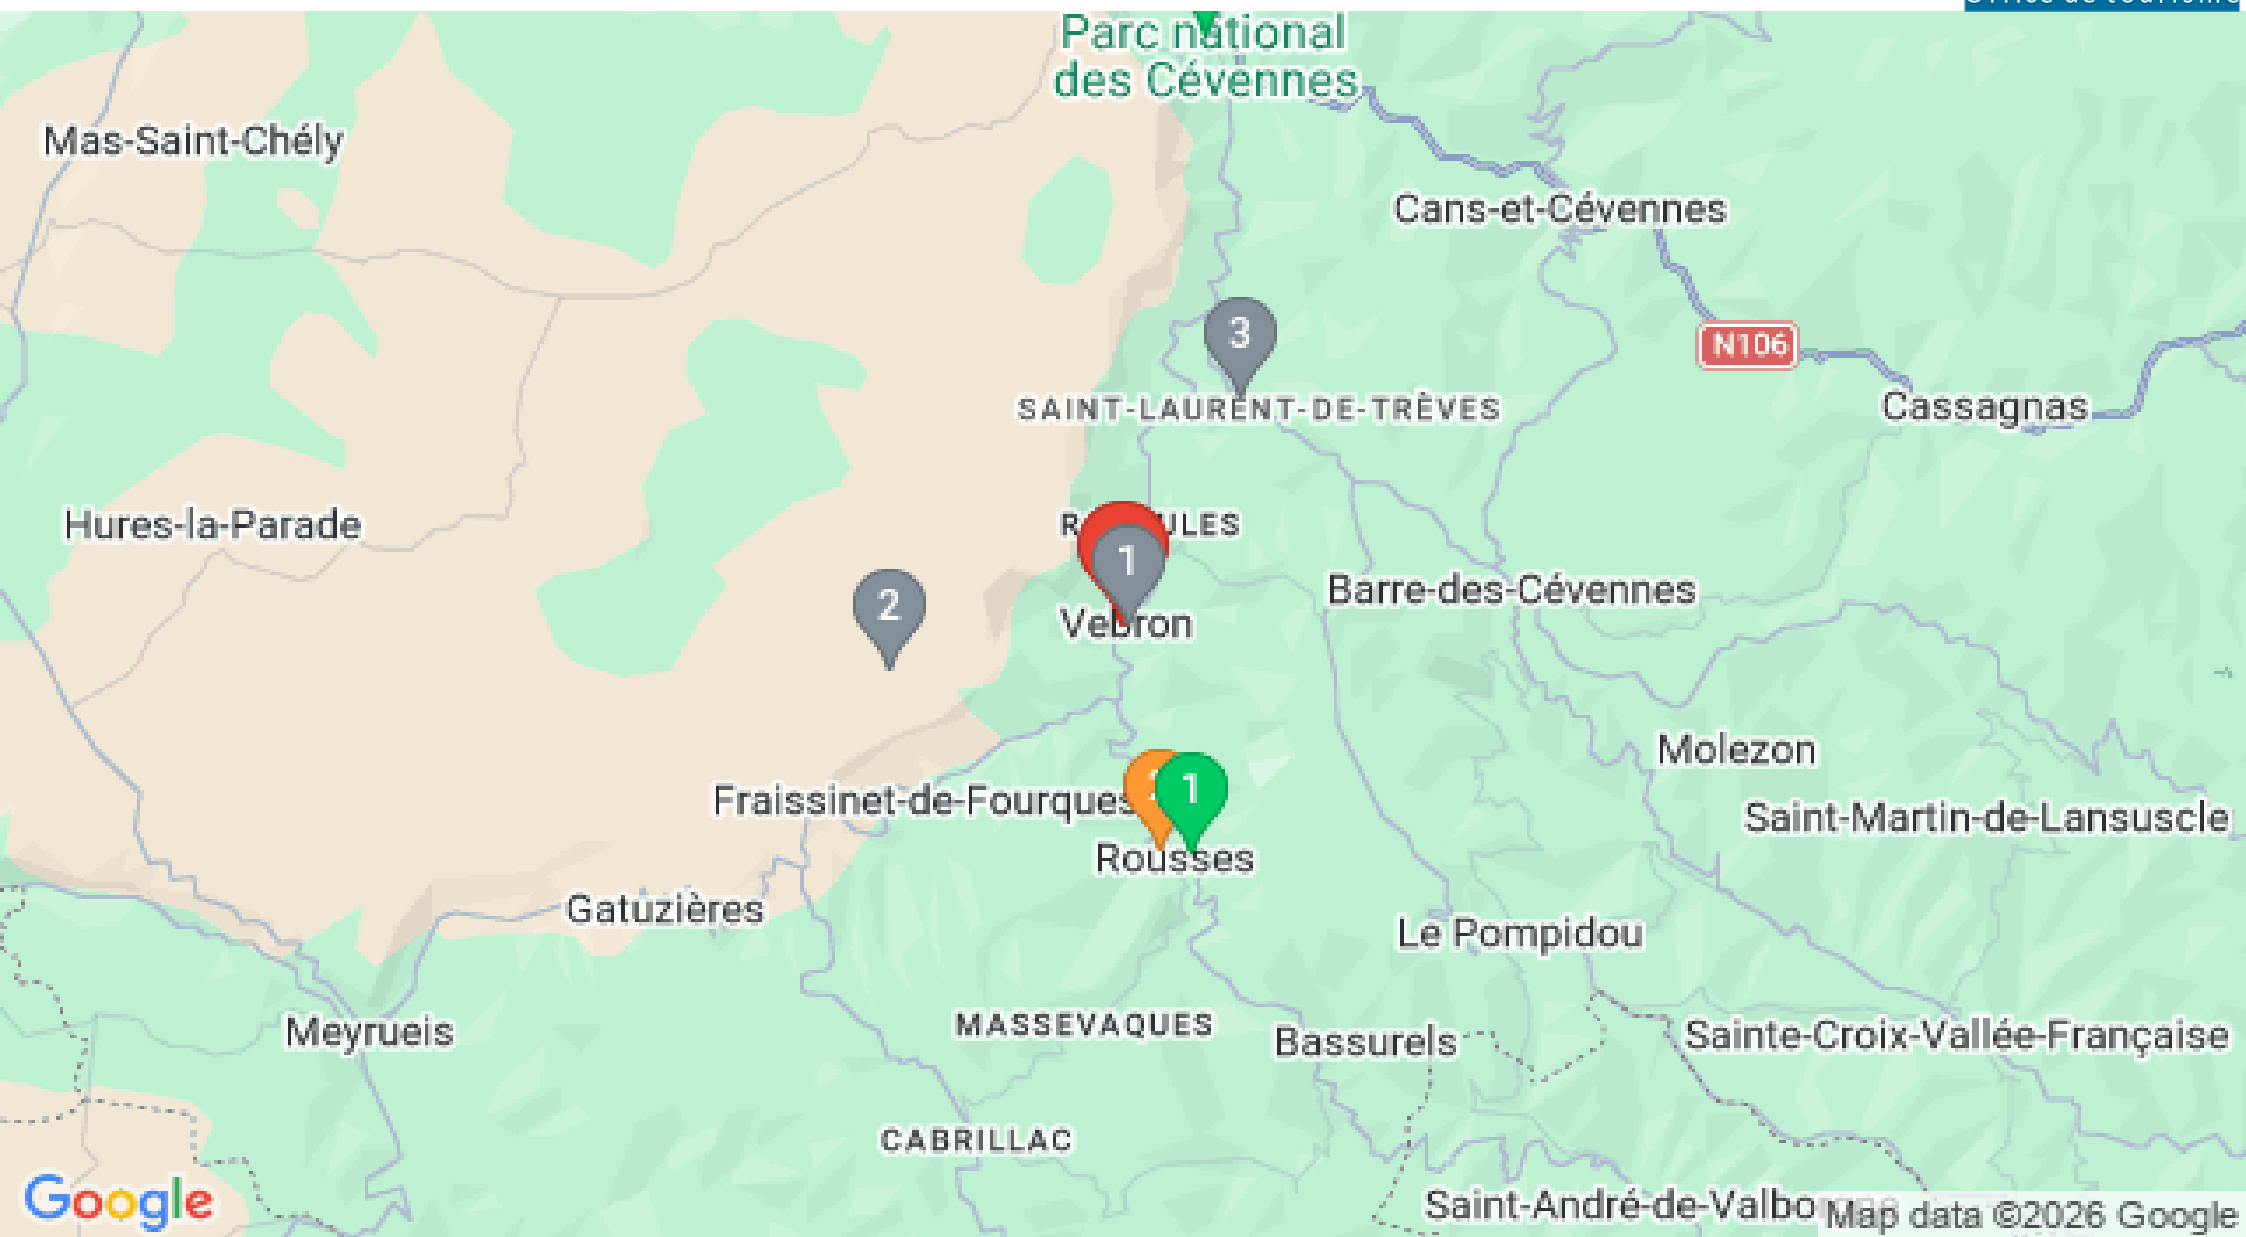 Parc national
des Cévennes
Mas-Saint-Chély
Cans-et-Cévennes
3
N106
SAINT-LAURENT-DE-TRÈVES
Cassagnas
Hures-la-Parade
1
2
Barre-des-Cévennes
Vebron
Molezon
1
Fraissinet-de-Fourques
Saint-Martin-de-Lansuscle
Rousses
Gatuzières
Le Pompidou
MASSEVAQUES
Meyrueis
Bassurels
Sainte-Croix-Vallée-Française
CABRILLAC
Google
Map data ©2026 Google